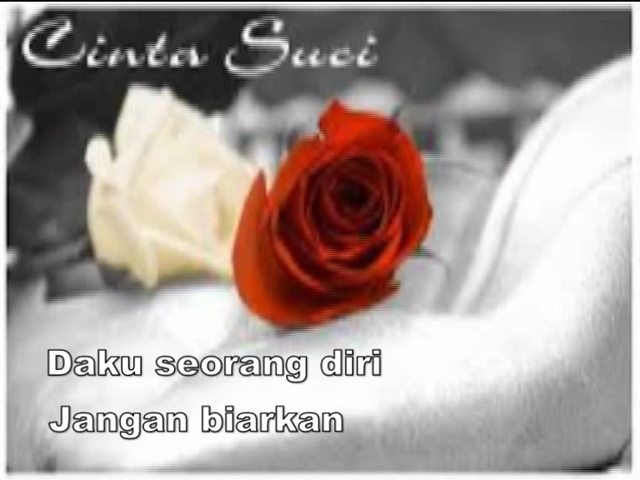 Cinta Suci
Daku seorang diri
Jangan biarkan